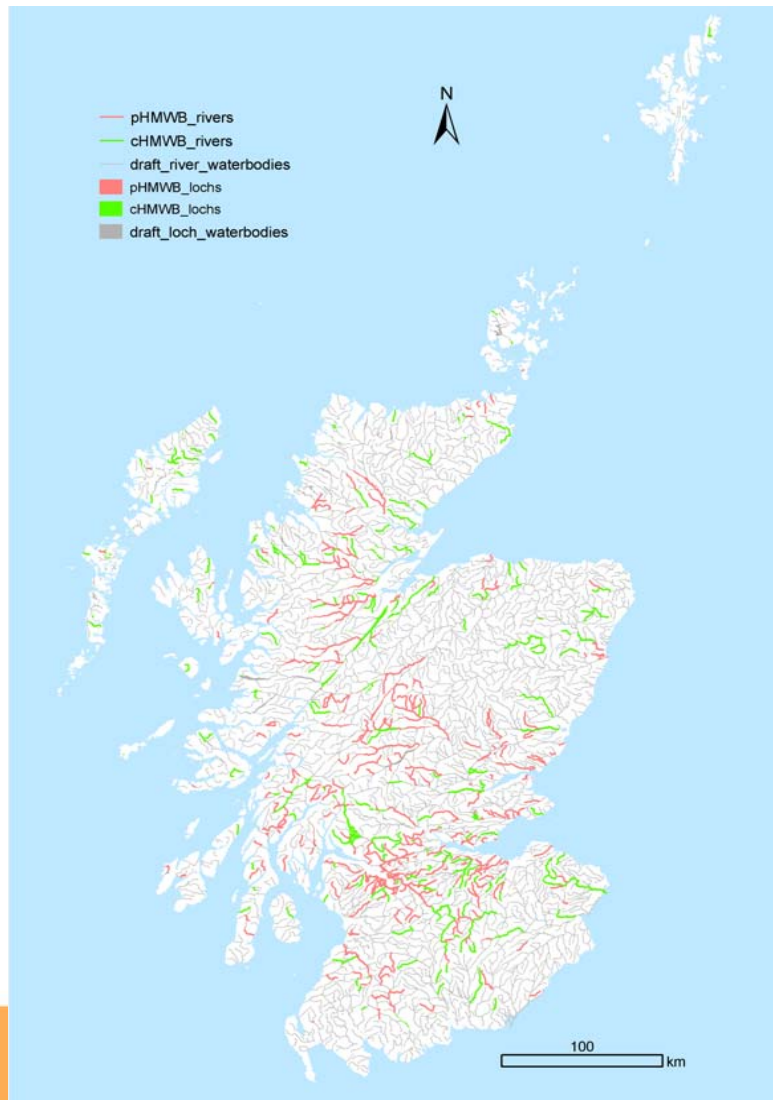 N
pHMWB_rivers
cHMWB_rivers
draft_river_waterbodies
pHMWB_lochs
cHMWB_lochs
draft_loch_waterbodies
100
km